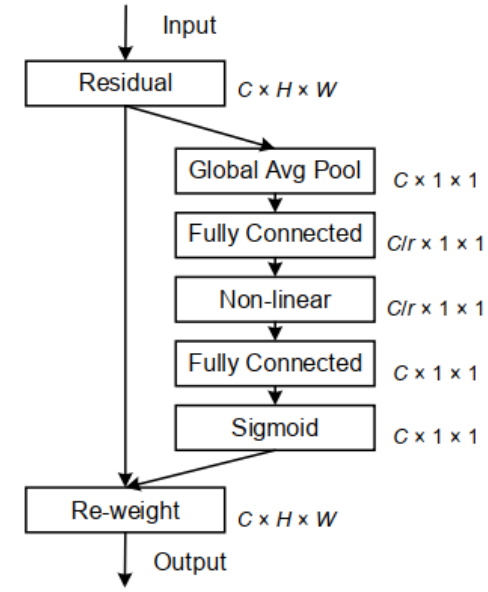 Input
Residual
C × H × W
Global Avg Pool
C × 1 × 1
Fully Connected
C/r × 1 × 1
Non-linear
C/r × 1 × 1
Fully Connected
C × 1 × 1
Sigmoid
C × 1 × 1
Re-weight
C × H × W
Output